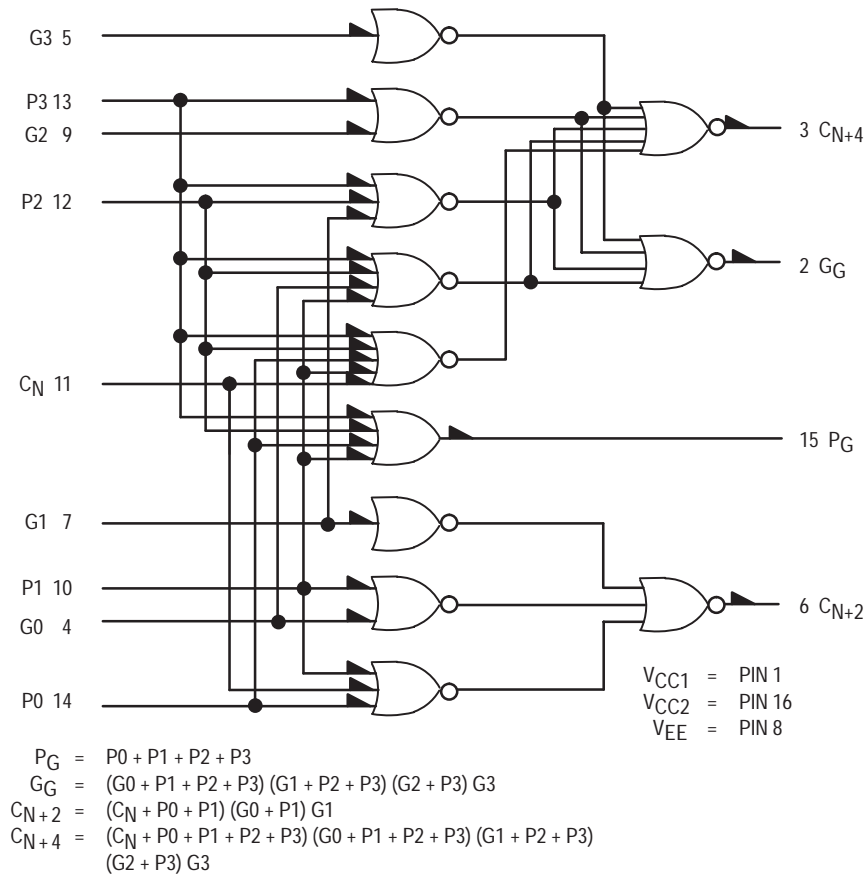 G3 5
P3 13
G2 9
P2 12
CN 11
G1 7
P1 10
G0 4
P0 14
3 CN+4
2 GG
15 PG
6 CN+2
VCC1 = PIN 1
VCC2 = PIN 16
VEE = PIN 8
PG = P0 + P1 + P2 + P3
GG = (G0 + P1 + P2 + P3) (G1 + P2 + P3) (G2 + P3) G3
CN+2 = (CN + P0 + P1) (G0 + P1) G1
CN+4 = (CN + P0 + P1 + P2 + P3) (G0 + P1 + P2 + P3) (G1 + P2 + P3)
(G2 + P3) G3